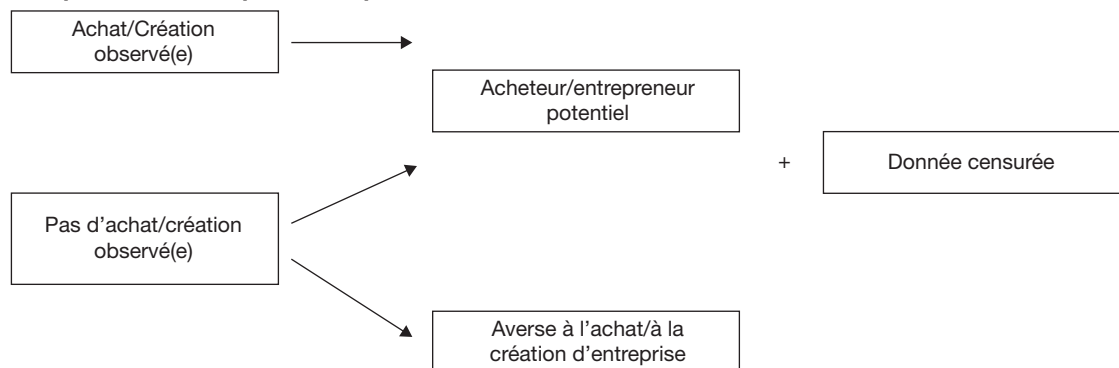 Achat/Création
observé(e)
Acheteur/entrepreneur
potentiel
+
Donnée censurée
Pas d'achat/création
observé(e)
Averse à l'achat/à la
création d'entreprise